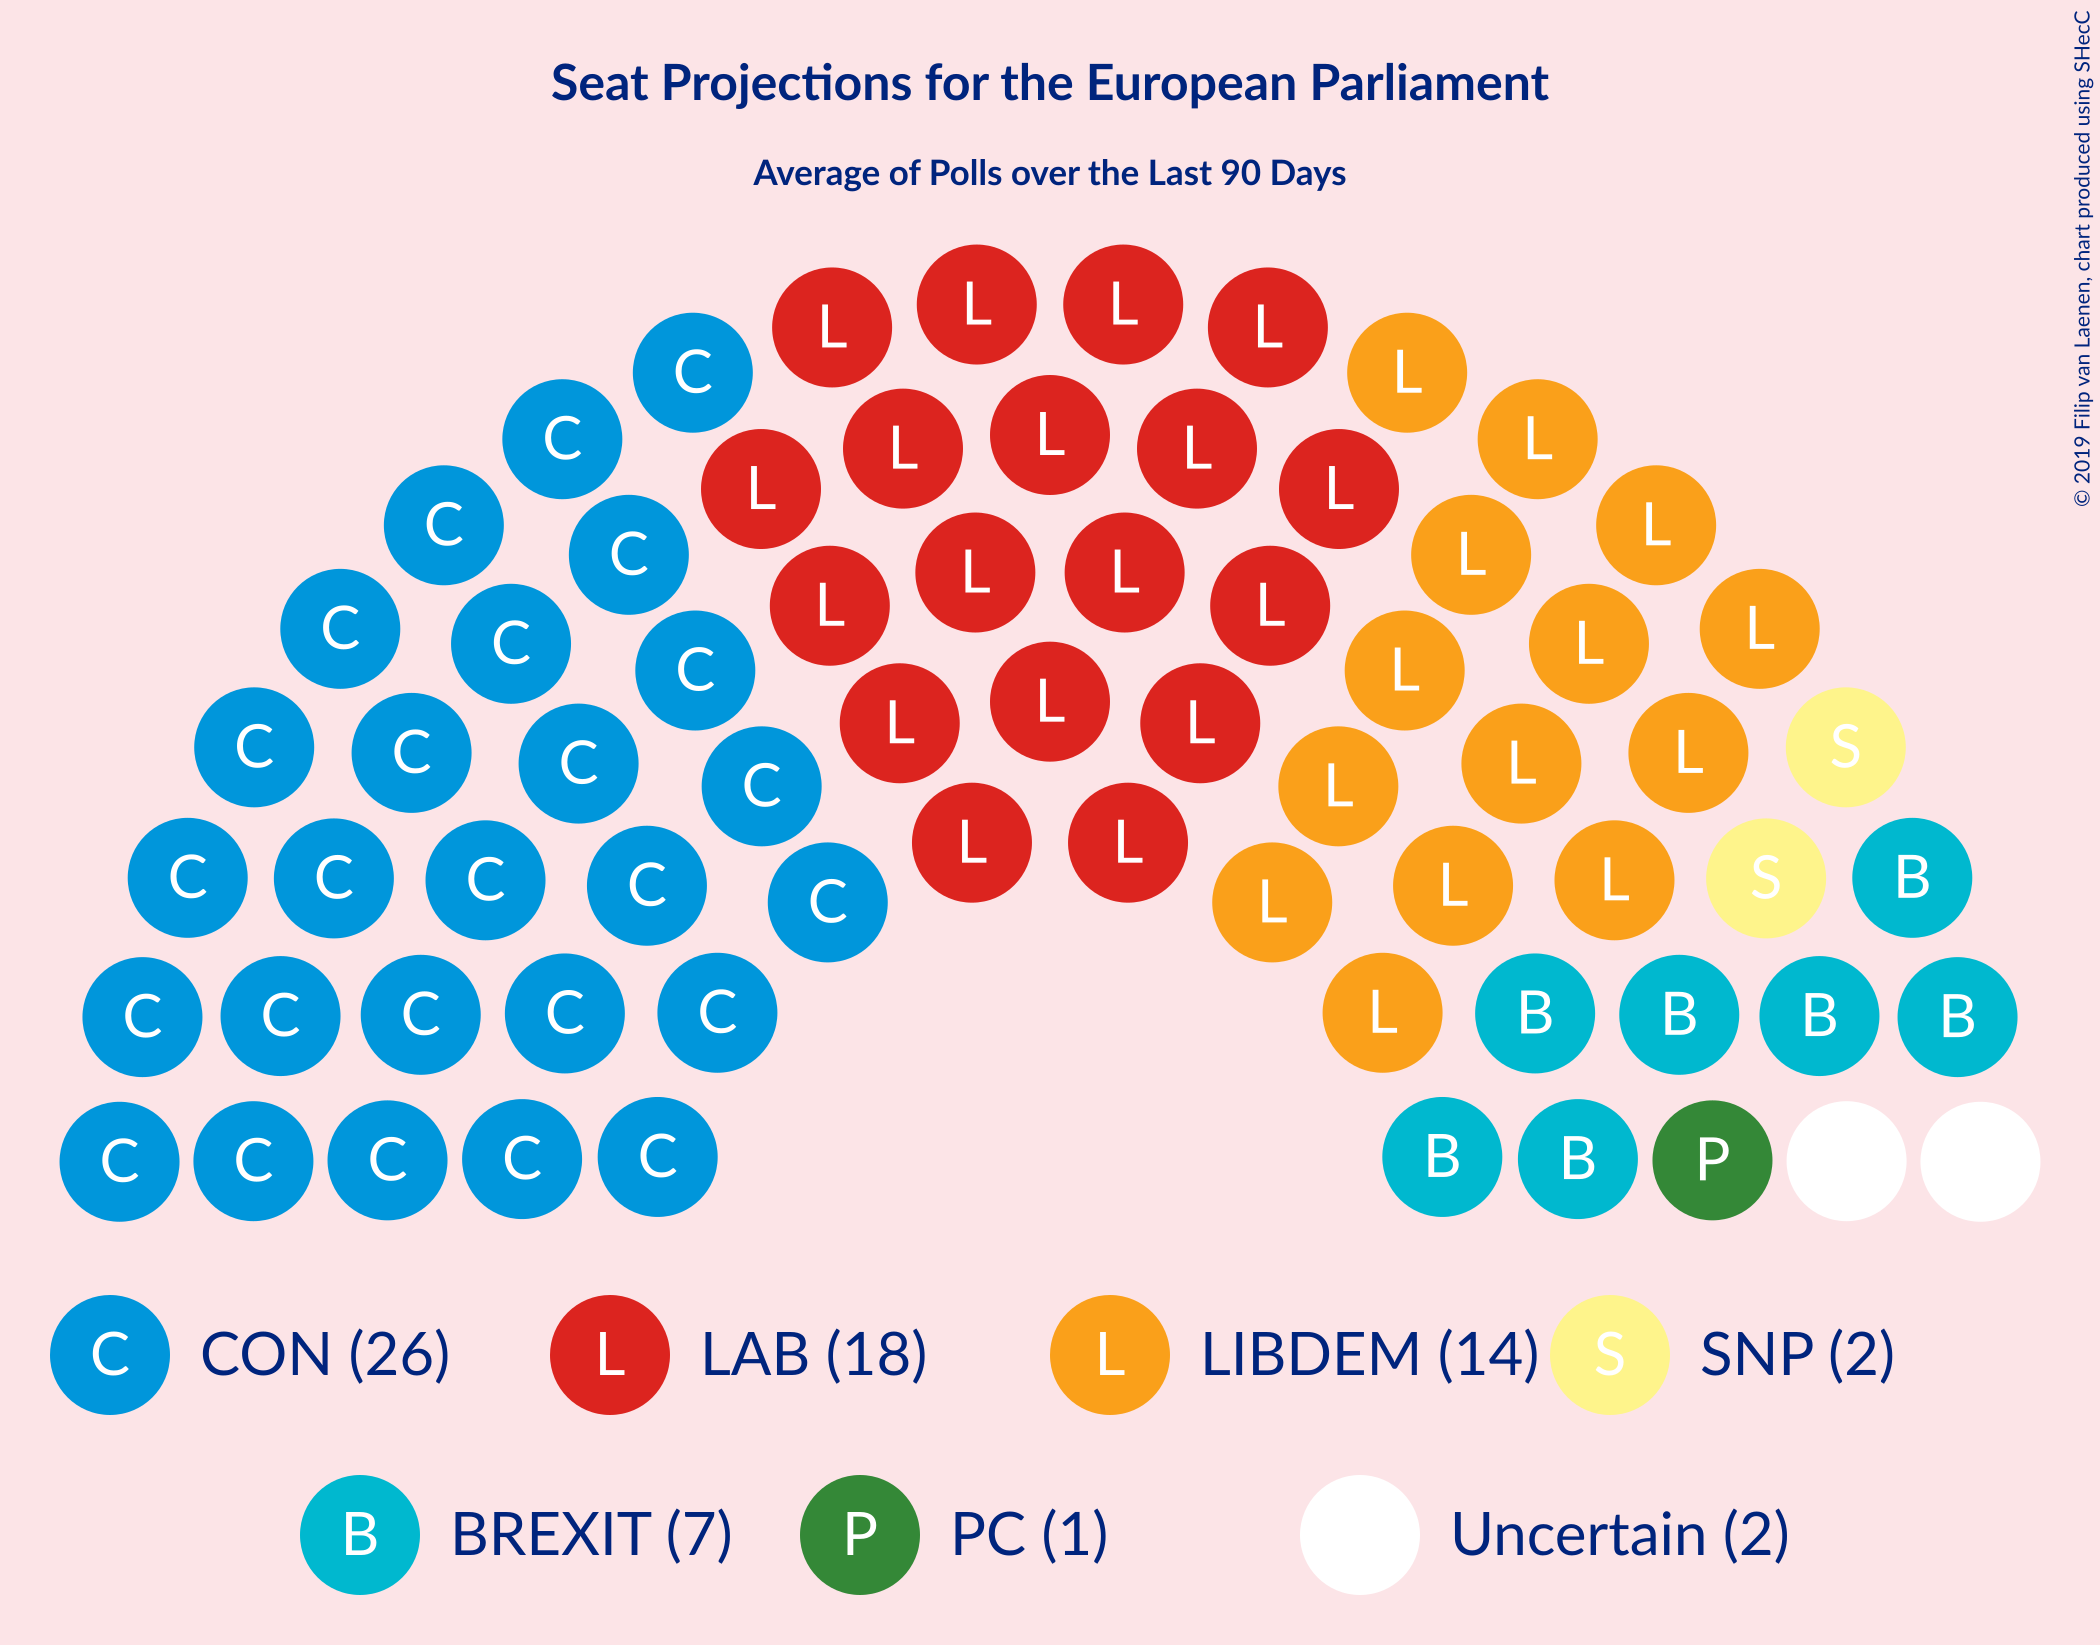 Seat Projections for the European Parliament
Average of Polls over the Last 90 Days
© 2019 Filip van Laenen, chart produced using SHecC
L L L L
C L
C L L L L L L
C C L L
C L L L L L
C C L L
C C C L L L L L L S
C C C C C L L L L L S B
C C C C C L B B B B
C C C C C B B P
C CON (26) L LAB (18) L LIBDEM (14) S SNP (2)
B BREXIT (7) P PC (1) Uncertain (2)